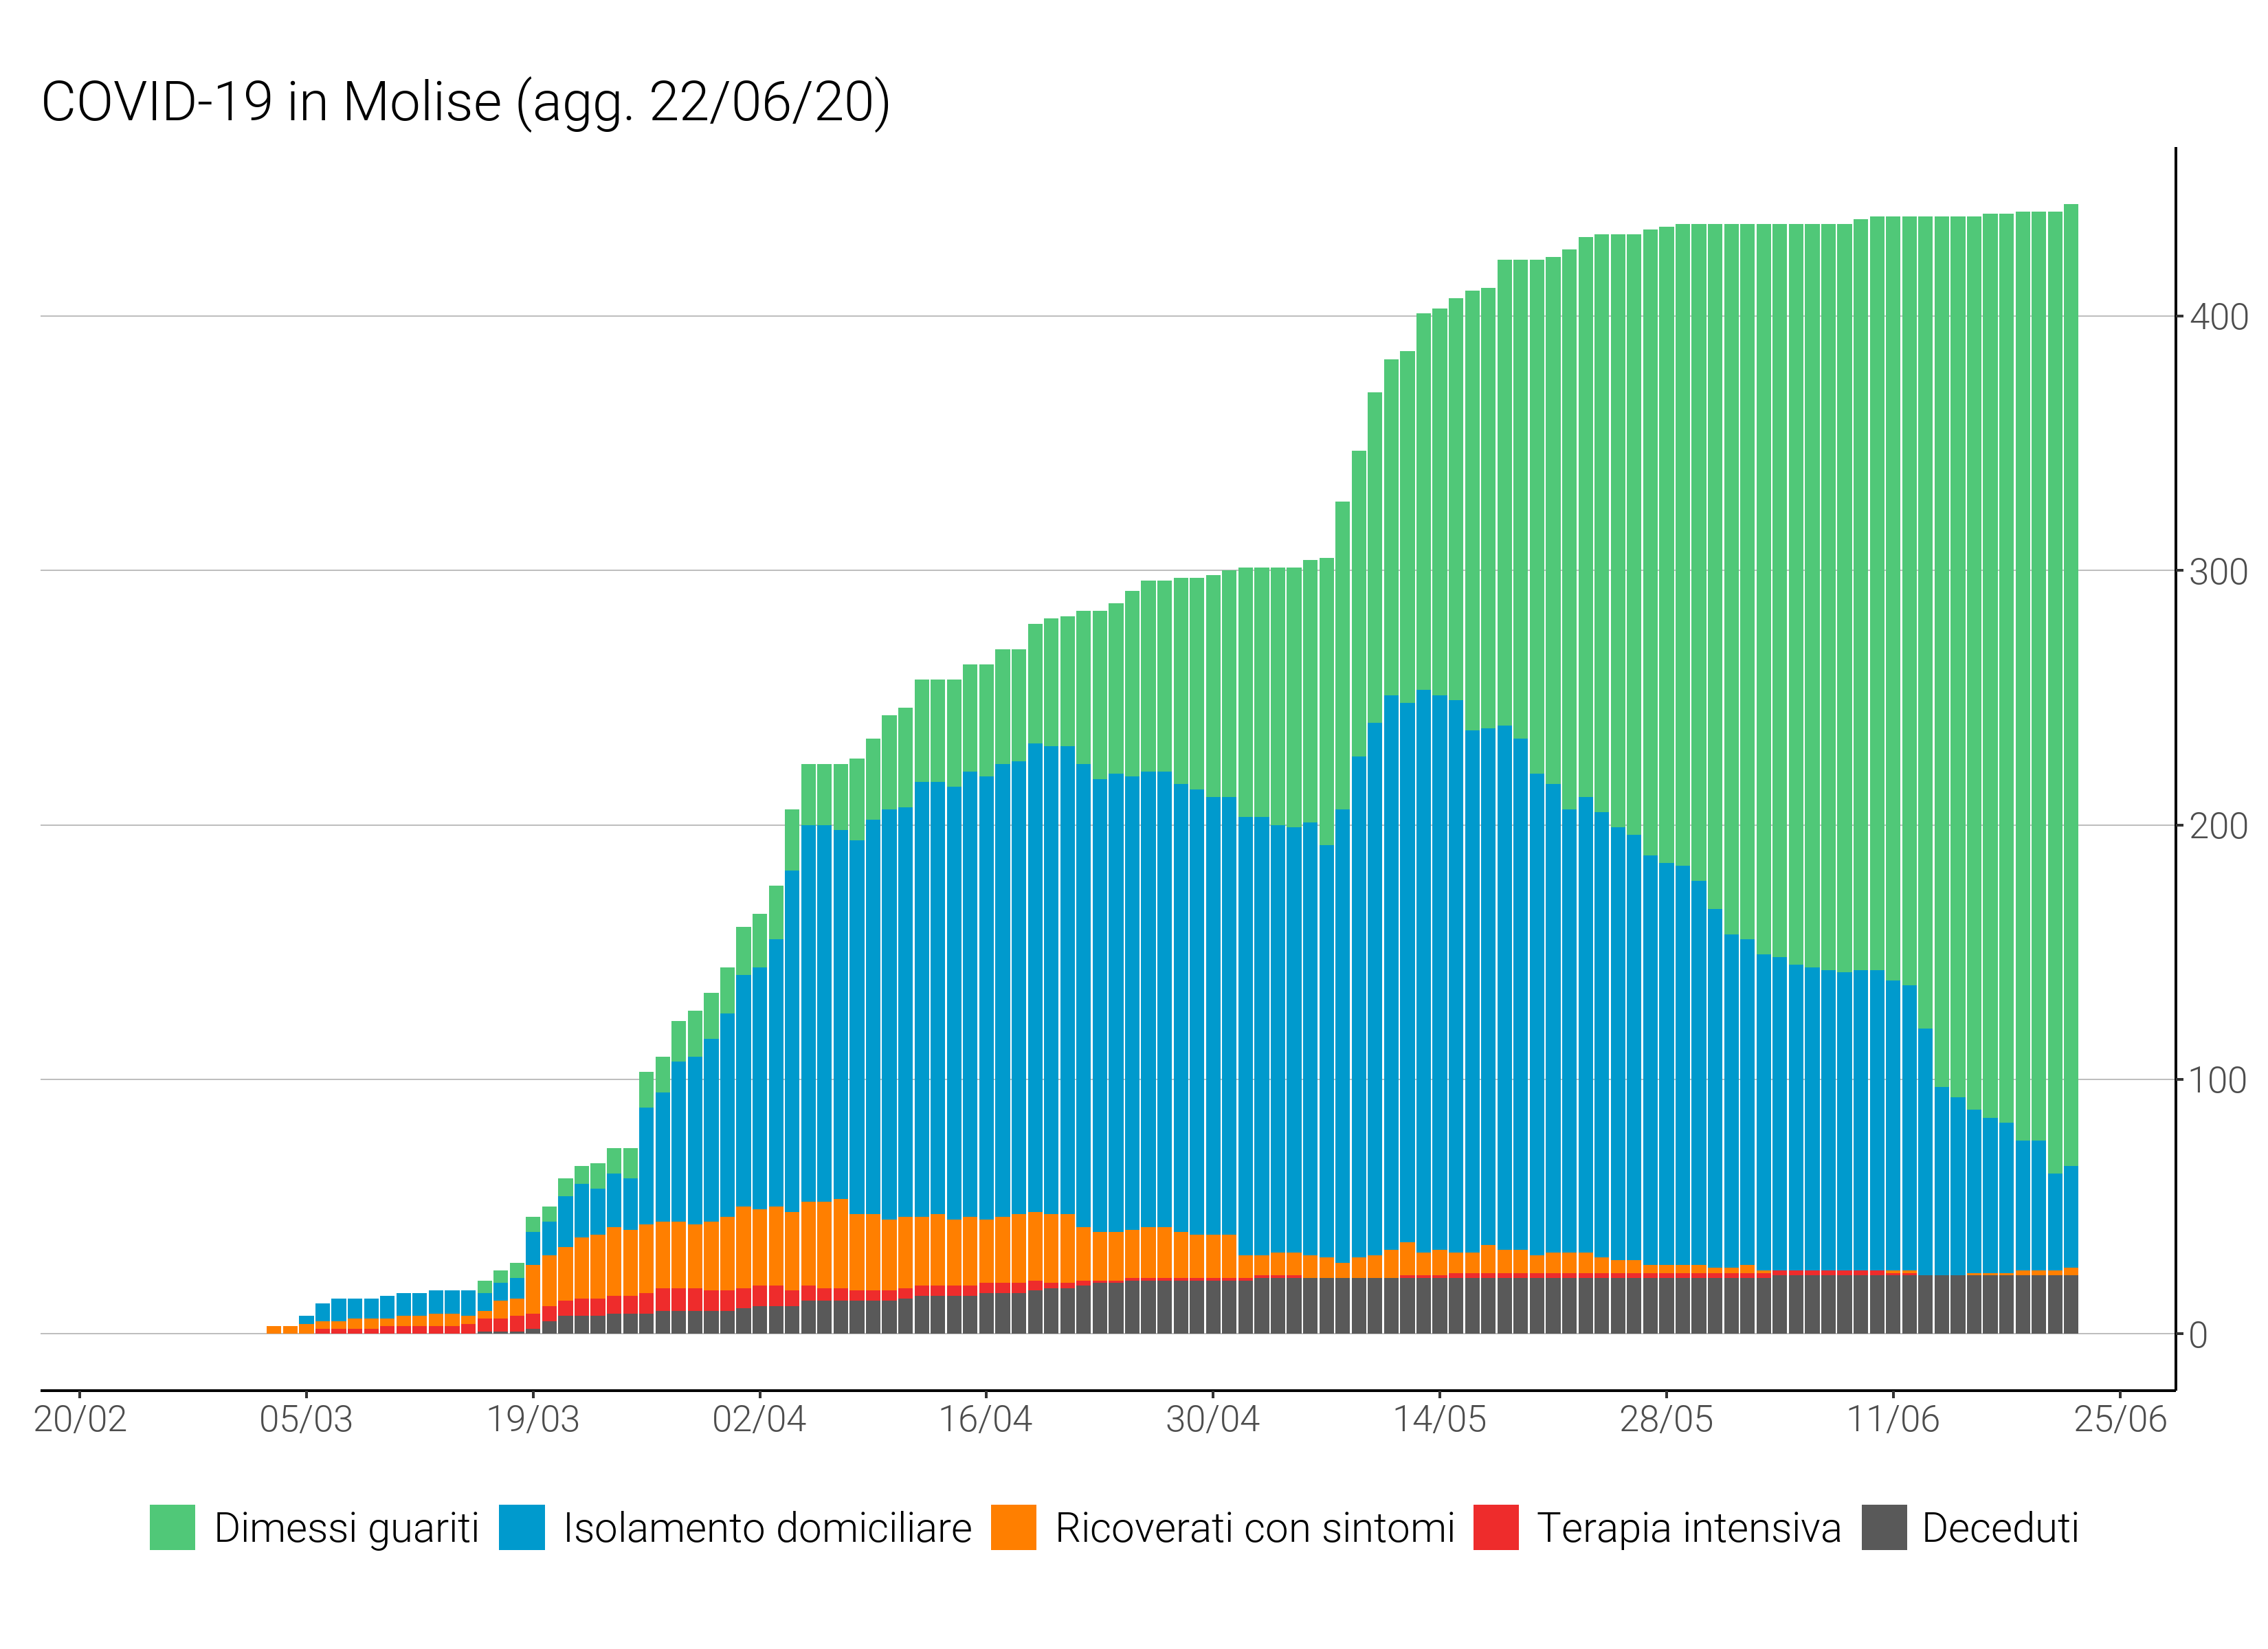 COVID-19 in Molise (agg. 22/06/20)
400
300
200
100
0
20/02 05/03 19/03 02/04 16/04 30/04 14/05 28/05 11/06 25/06
Dimessi guariti Isolamento domiciliare Ricoverati con sintomi Terapia intensiva Deceduti